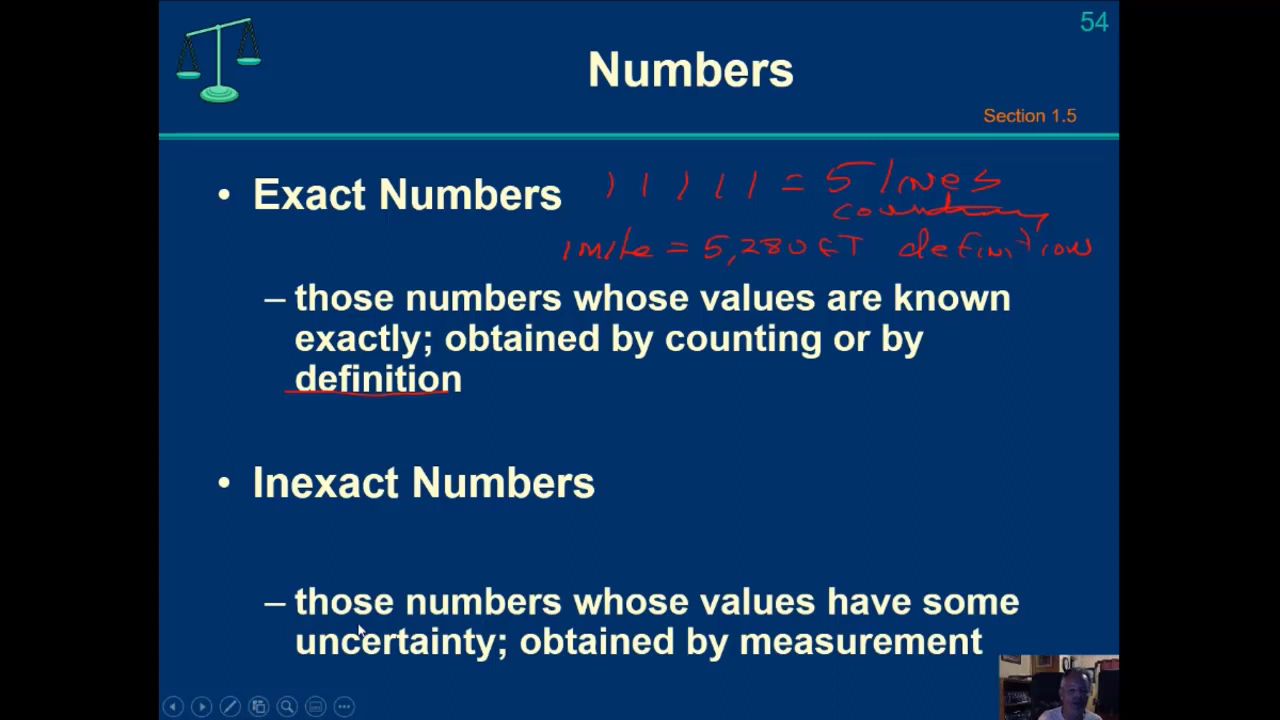 54
Numbers
Section 1.5
• Exact Numbers
| | | | | = 5 lines
counting
1 mile = 5,280 FT definition
– those numbers whose values are known
exactly; obtained by counting or by
definition
• Inexact Numbers
– those numbers whose values have some
uncertainty; obtained by measurement